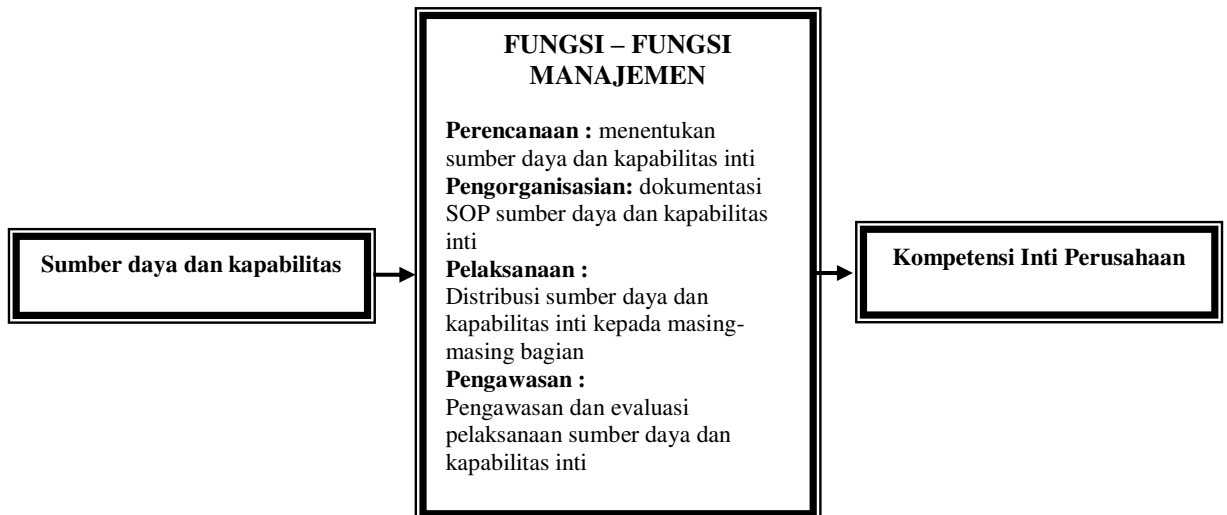 Sumber daya dan kapabilitas
FUNGSI – FUNGSI
MANAJEMEN
Perencanaan : menentukan
sumber daya dan kapabilitas inti
Pengorganisasian: dokumentasi
SOP sumber daya dan kapabilitas
inti
Pelaksanaan :
Distribusi sumber daya dan
kapabilitas inti kepada masing-
masing bagian
Pengawasan :
Pengawasan dan evaluasi
pelaksanaan sumber daya dan
kapabilitas inti
Kompetensi Inti Perusahaan